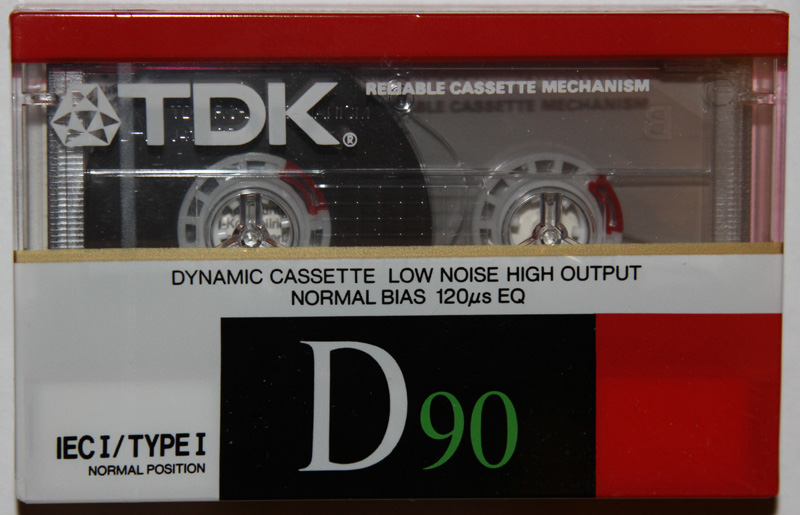 TDK®
RELIABLE CASSETTE MECHANISM
DYNAMIC CASSETTE LOW NOISE HIGH OUTPUT
NORMAL BIAS 120µs EQ
D90
IEC I/TYPE I
NORMAL POSITION